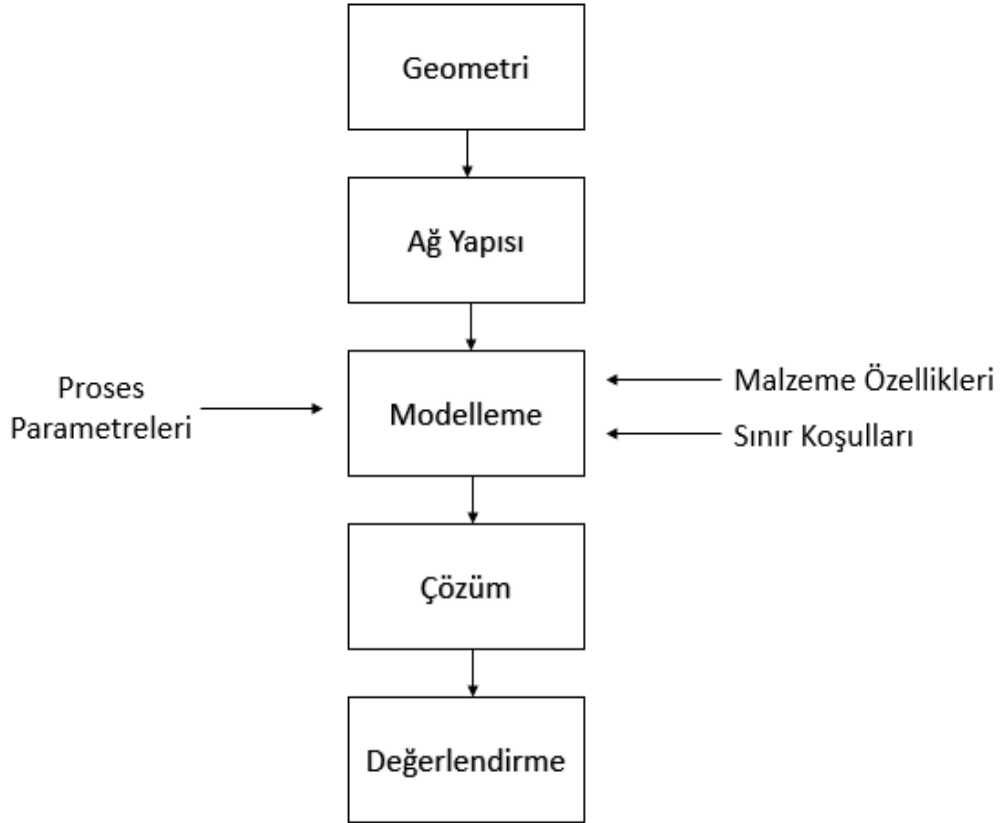 Geometri
Ağ Yapısı
Proses
Parametreleri
Modelleme
Malzeme Özellikleri
Sınır Koşulları
Çözüm
Değerlendirme